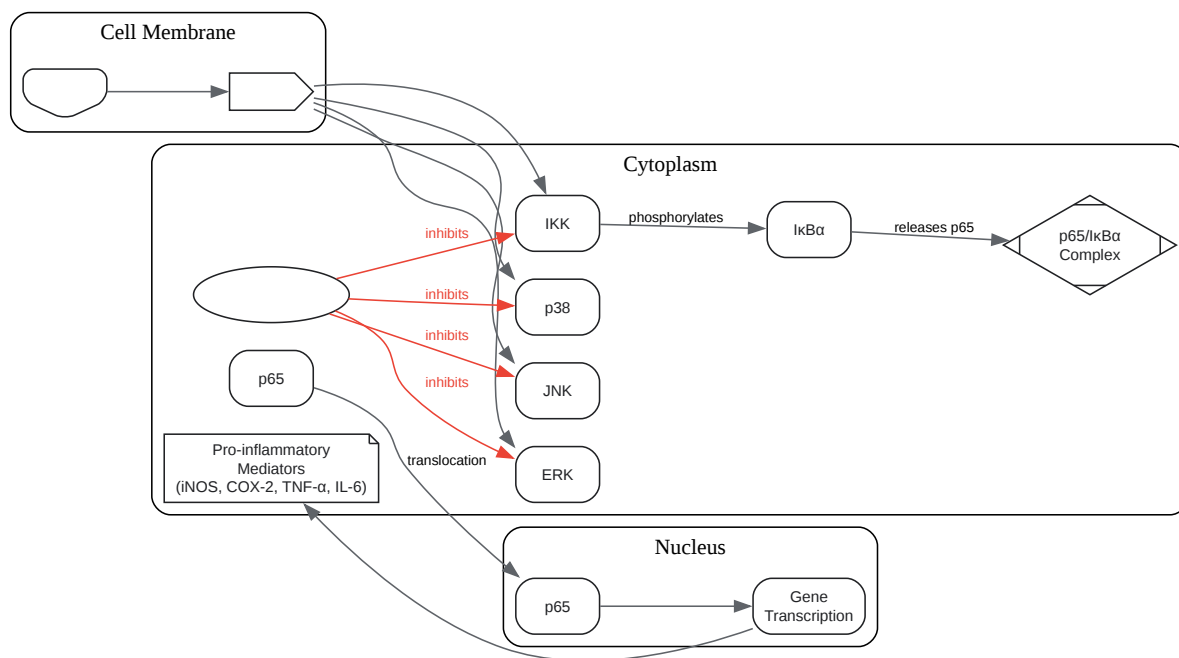 Cell Membrane
Cytoplasm
IKK
phosphorylates
IκBα
releases p65
p65/IκBα
Complex
inhibits
inhibits
p38
inhibits
p65
JNK
inhibits
Pro-inflammatory
Mediators
(iNOS, COX-2, TNF-α, IL-6)
translocation
ERK
Nucleus
p65
Gene
Transcription